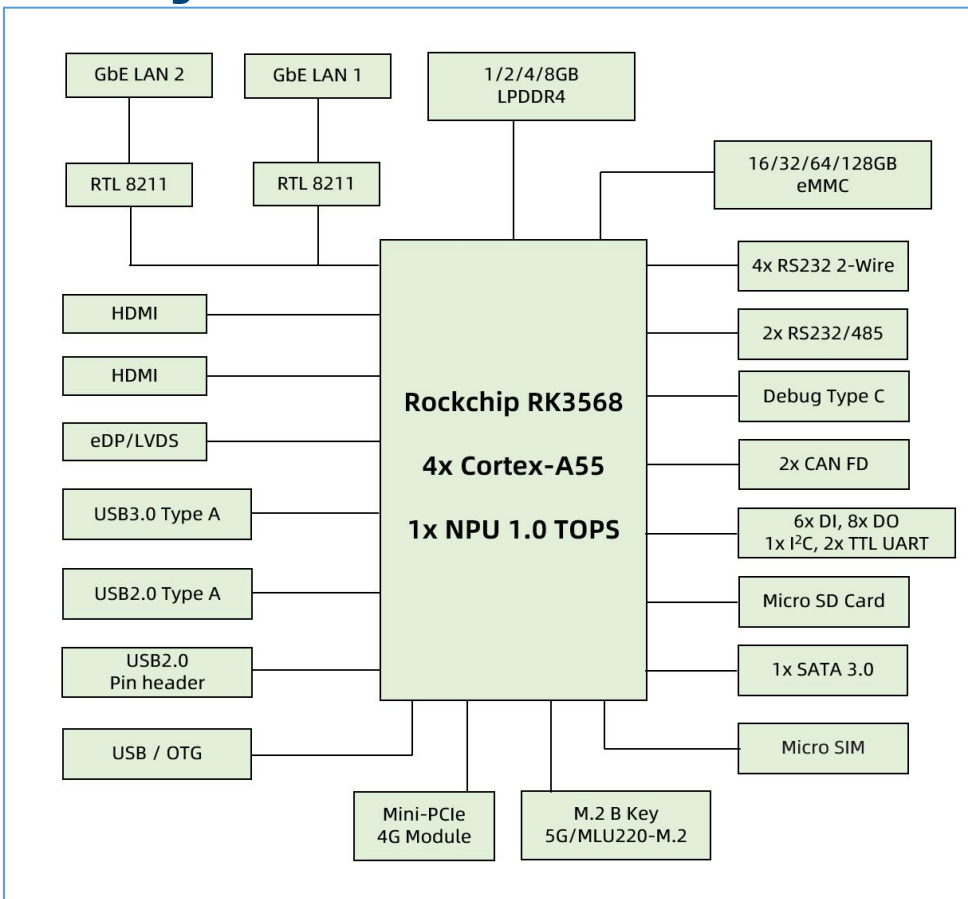 GbE LAN 2
GbE LAN 1
1/2/4/8GB
LPDDR4
RTL 8211
RTL 8211
16/32/64/128GB
eMMC
4x RS232 2-Wire
HDMI
2x RS232/485
HDMI
Rockchip RK3568
4x Cortex-A55
1x NPU 1.0 TOPS
Debug Type C
eDP/LVDS
2x CAN FD
USB3.0 Type A
6x DI, 8x DO
1x I²C, 2x TTL UART
USB2.0 Type A
Micro SD Card
USB2.0
Pin header
1x SATA 3.0
USB / OTG
Micro SIM
Mini-PCIe
4G Module
M.2 B Key
5G/MLU220-M.2